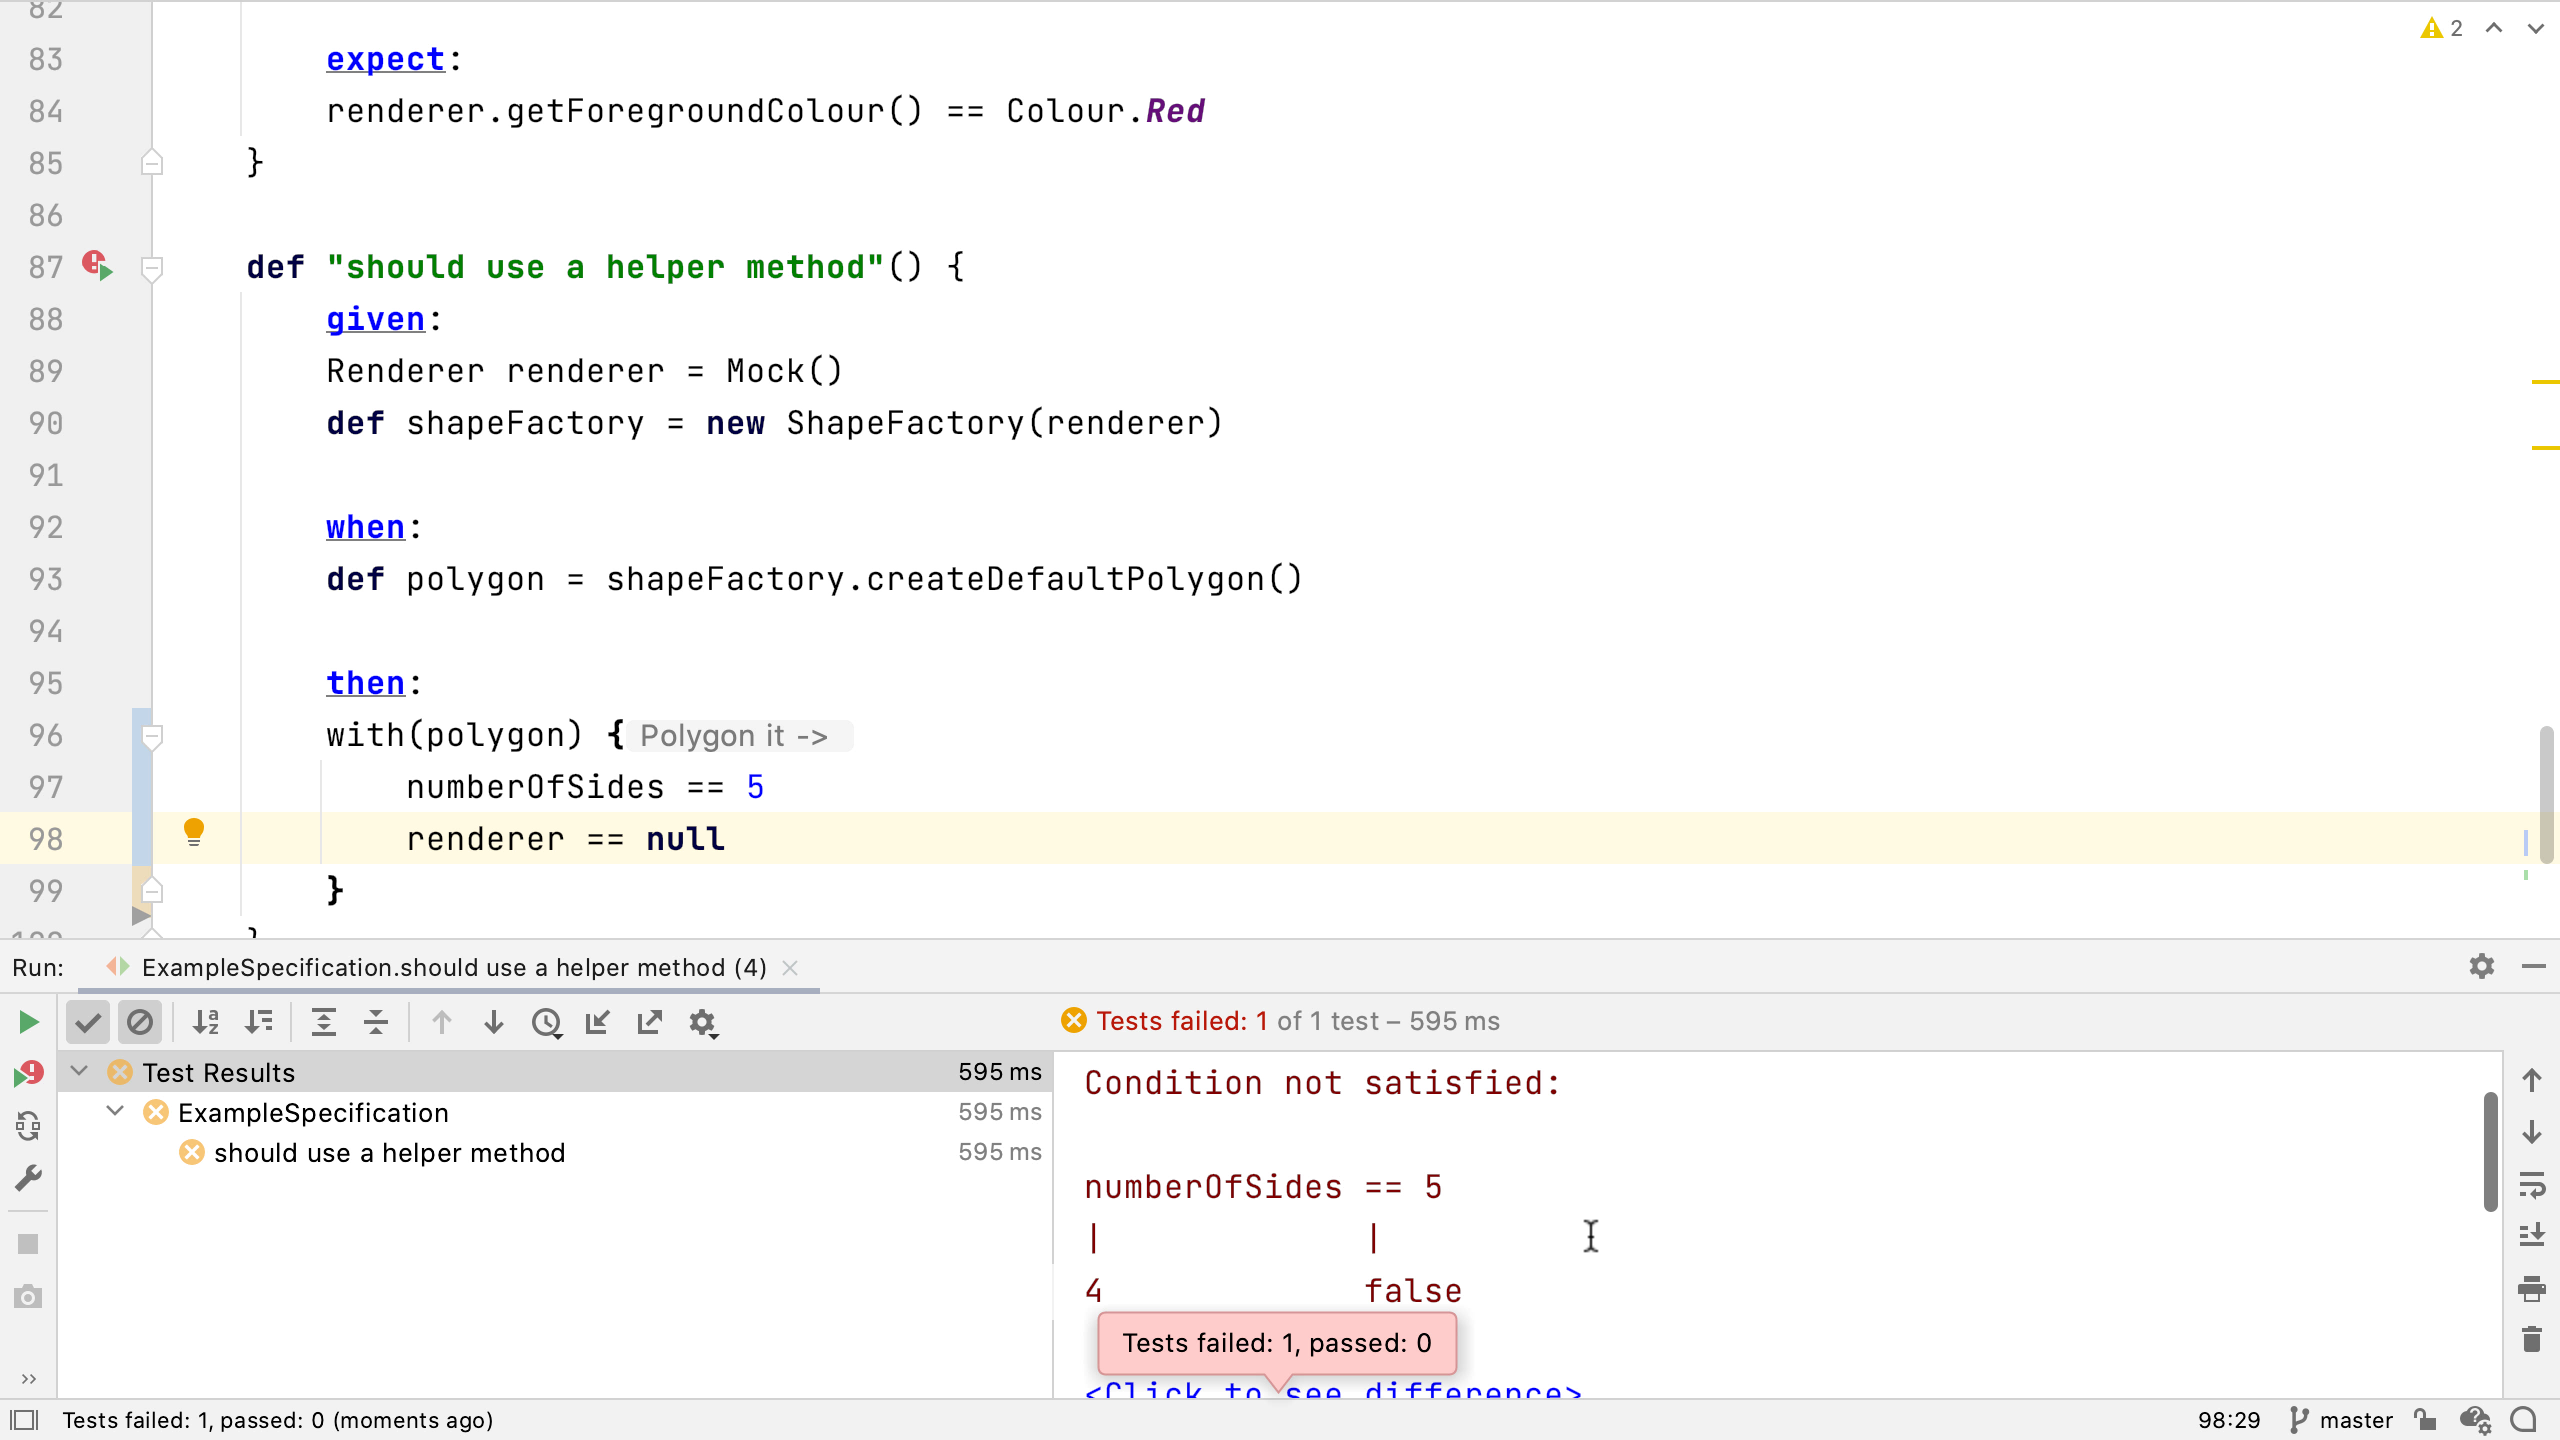 82
83 expect:
84 renderer.getForegroundColour() == Colour.Red
85 }
86
87 def "should use a helper method"() {
88 given:
89 Renderer renderer = Mock()
90 def shapeFactory = new ShapeFactory(renderer)
91
92 when:
93 def polygon = shapeFactory.createDefaultPolygon()
94
95 then:
96 with(polygon) { Polygon it ->
97 numberOfSides == 5
98 renderer == null
99 }
2
Run: ExampleSpecification.should use a helper method (4)
Tests failed: 1 of 1 test – 595 ms
Test Results 595 ms
ExampleSpecification 595 ms
should use a helper method 595 ms
Condition not satisfied:
numberOfSides == 5
| |
4 false
Tests failed: 1, passed: 0
<Click to see difference>
Tests failed: 1, passed: 0 (moments ago)
98:29 master